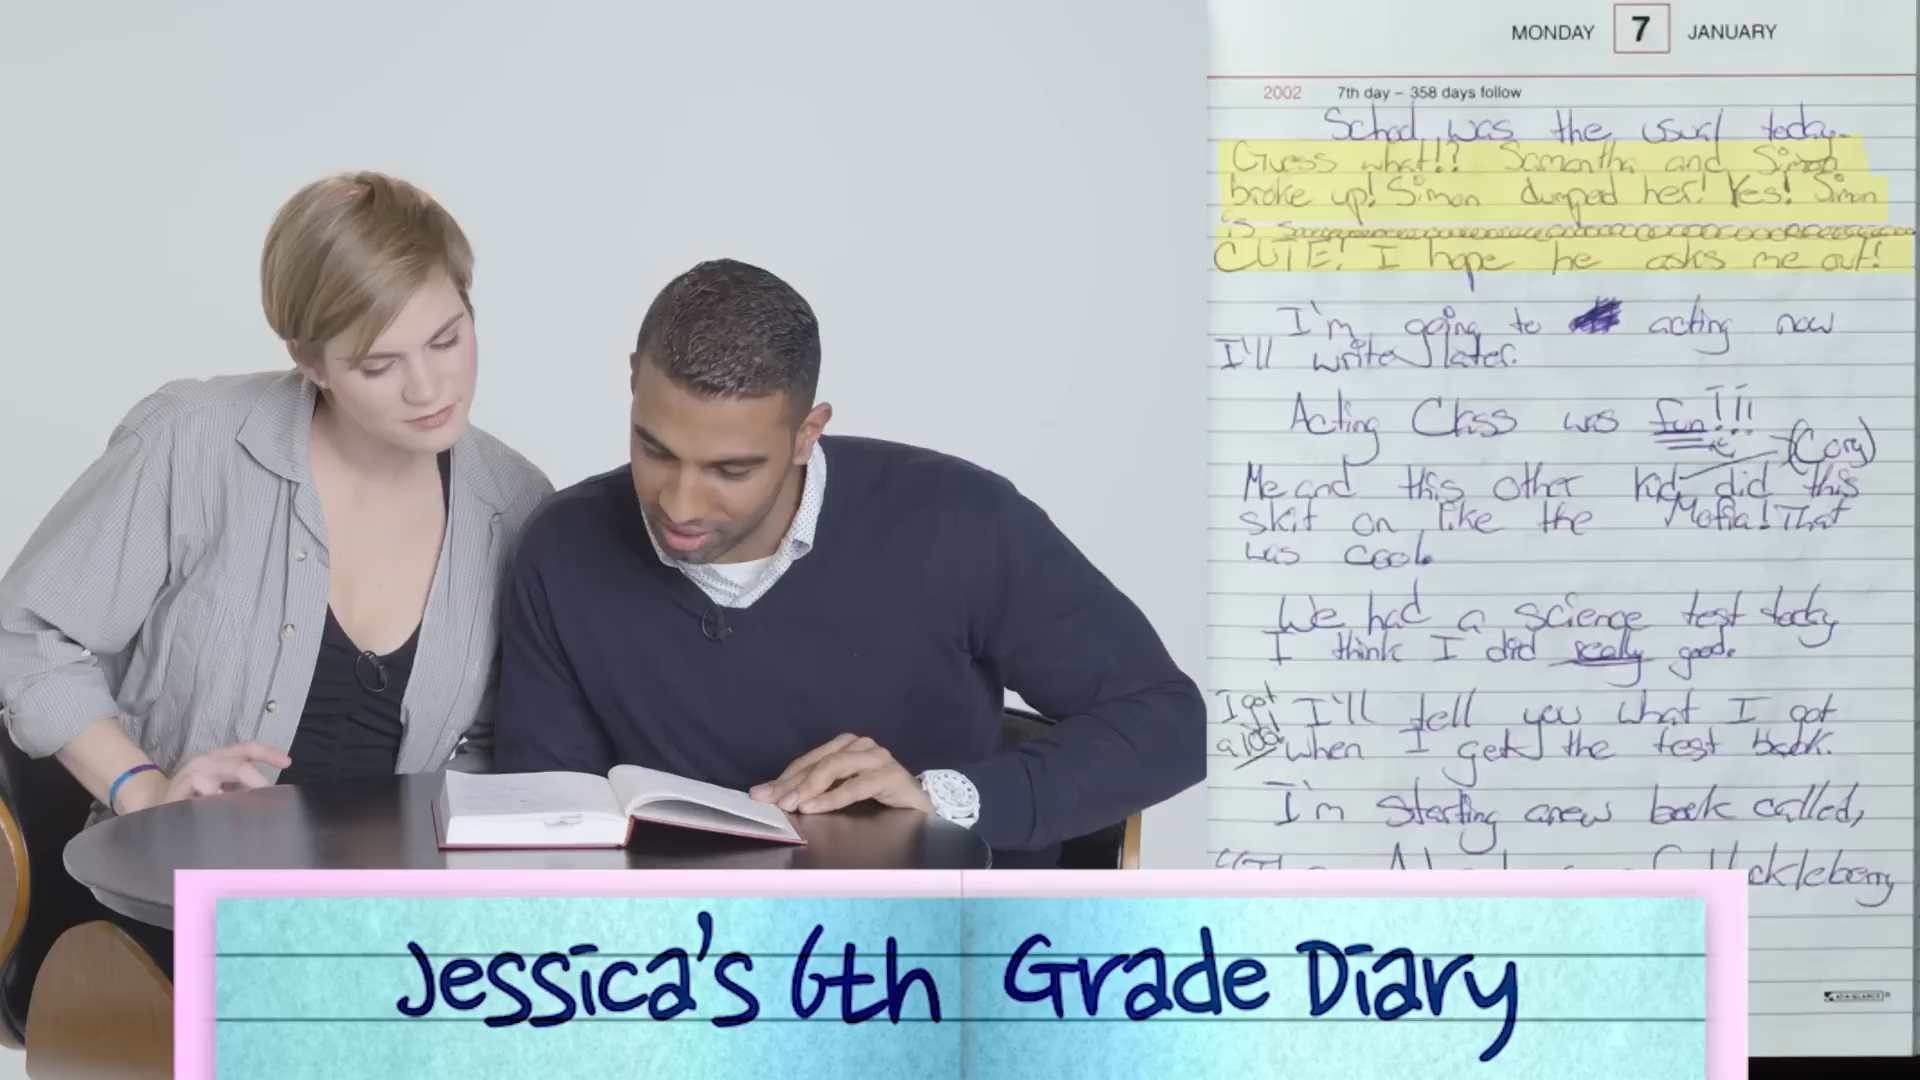 MONDAY 7 JANUARY
2002 7th day – 358 days follow
School was the usual today.
Guess what!? Samantha and Simon
broke up! Simon dumped her! Yes! Simon
is
CUTE! I hope he asks me out!
I'm going to acting now
I'll write later.
Acting Class was fun!!!
(Cory)
Me and this other kid did this
skit on like the Mafia! That
was cool.
We had a science test today
I think I did really good.
I got
I'll tell you what I got
when I get the test back.
I'm starting a new book called,
Huckleberry
AT-A-GLANCE
Jessica's 6th Grade Diary